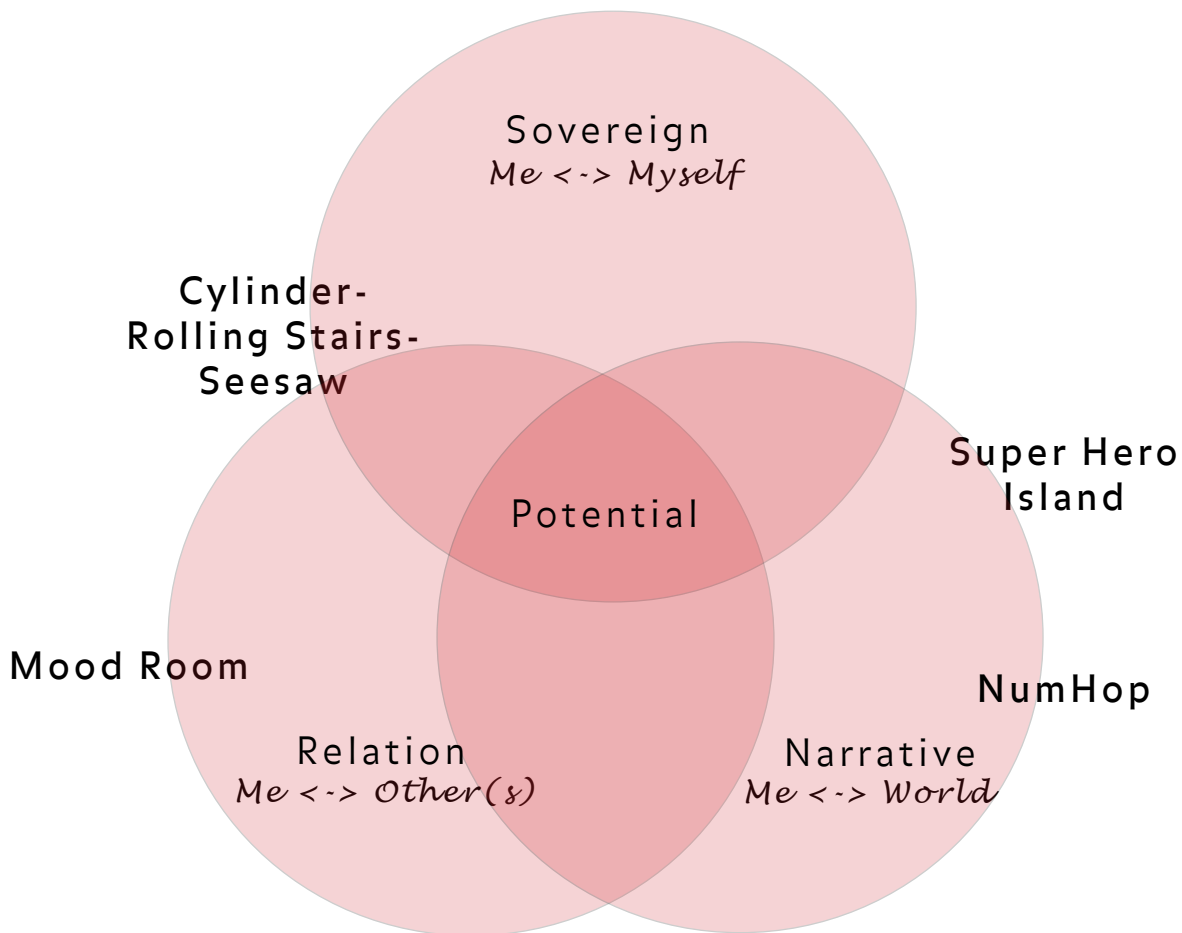 Sovereign
Me <-> Myself
Cylinder-
Rolling Stairs-
Seesaw
Super Hero
Island
Potential
Mood Room
NumHop
Relation
Me <-> Other(s)
Narrative
Me <-> World